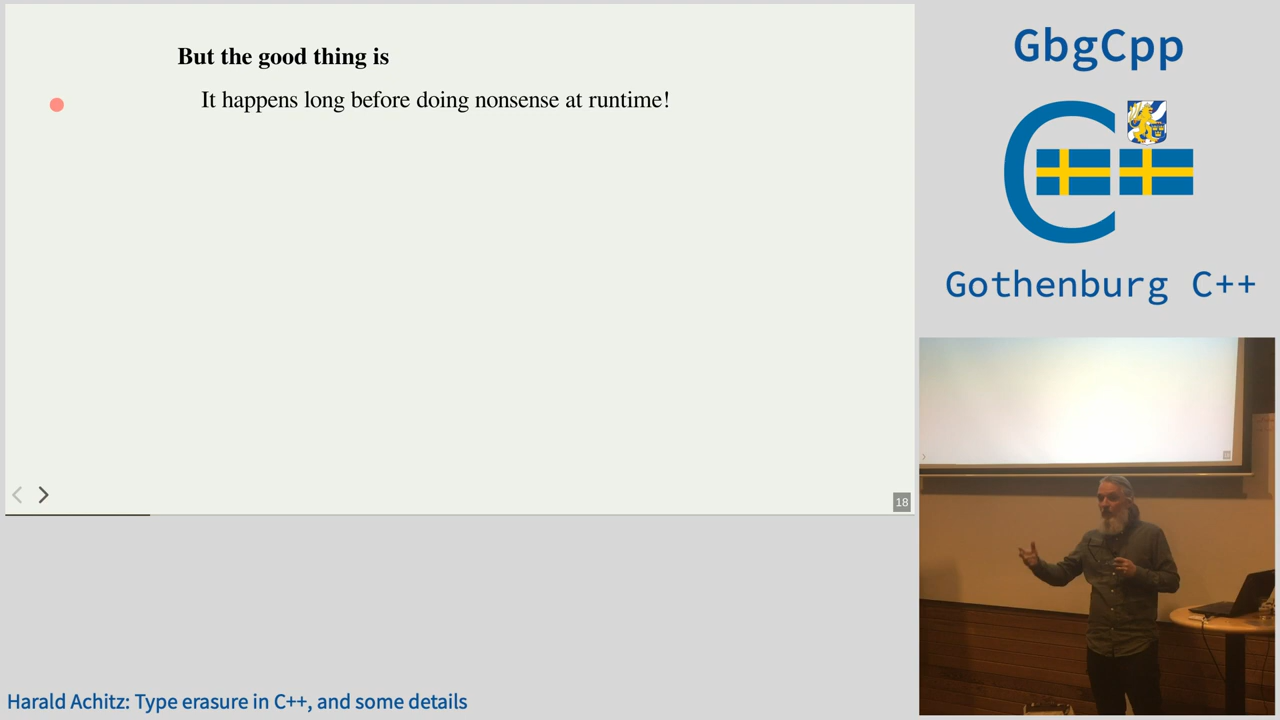 But the good thing is
It happens long before doing nonsense at runtime!
18
GbgCpp
C++
Gothenburg C++
Harald Achitz: Type erasure in C++, and some details